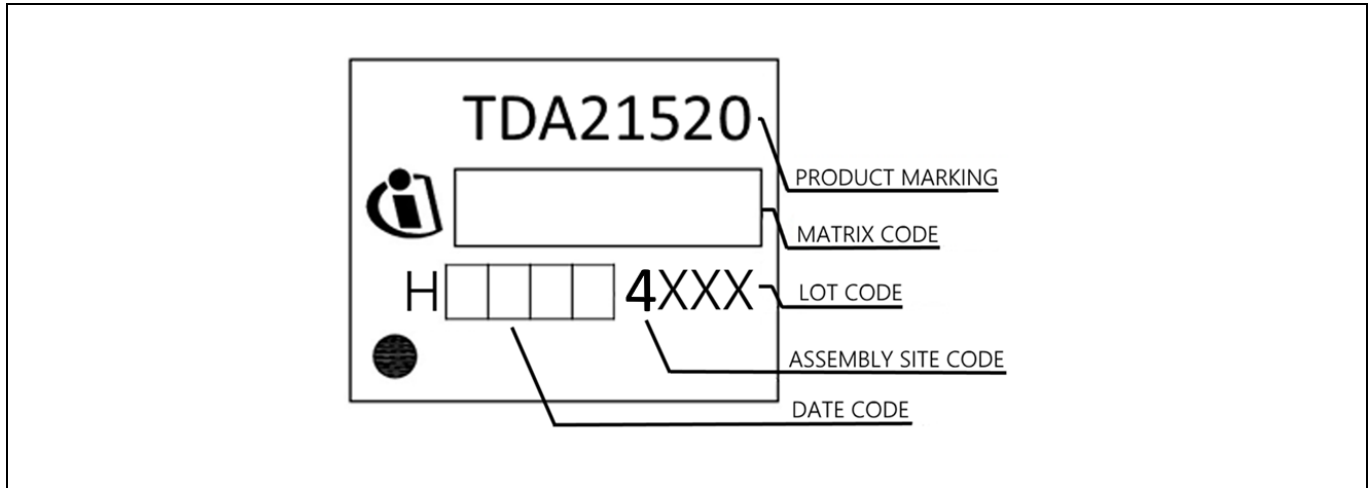 TDA21520
PRODUCT MARKING
MATRIX CODE
H 4XXX
LOT CODE
ASSEMBLY SITE CODE
DATE CODE